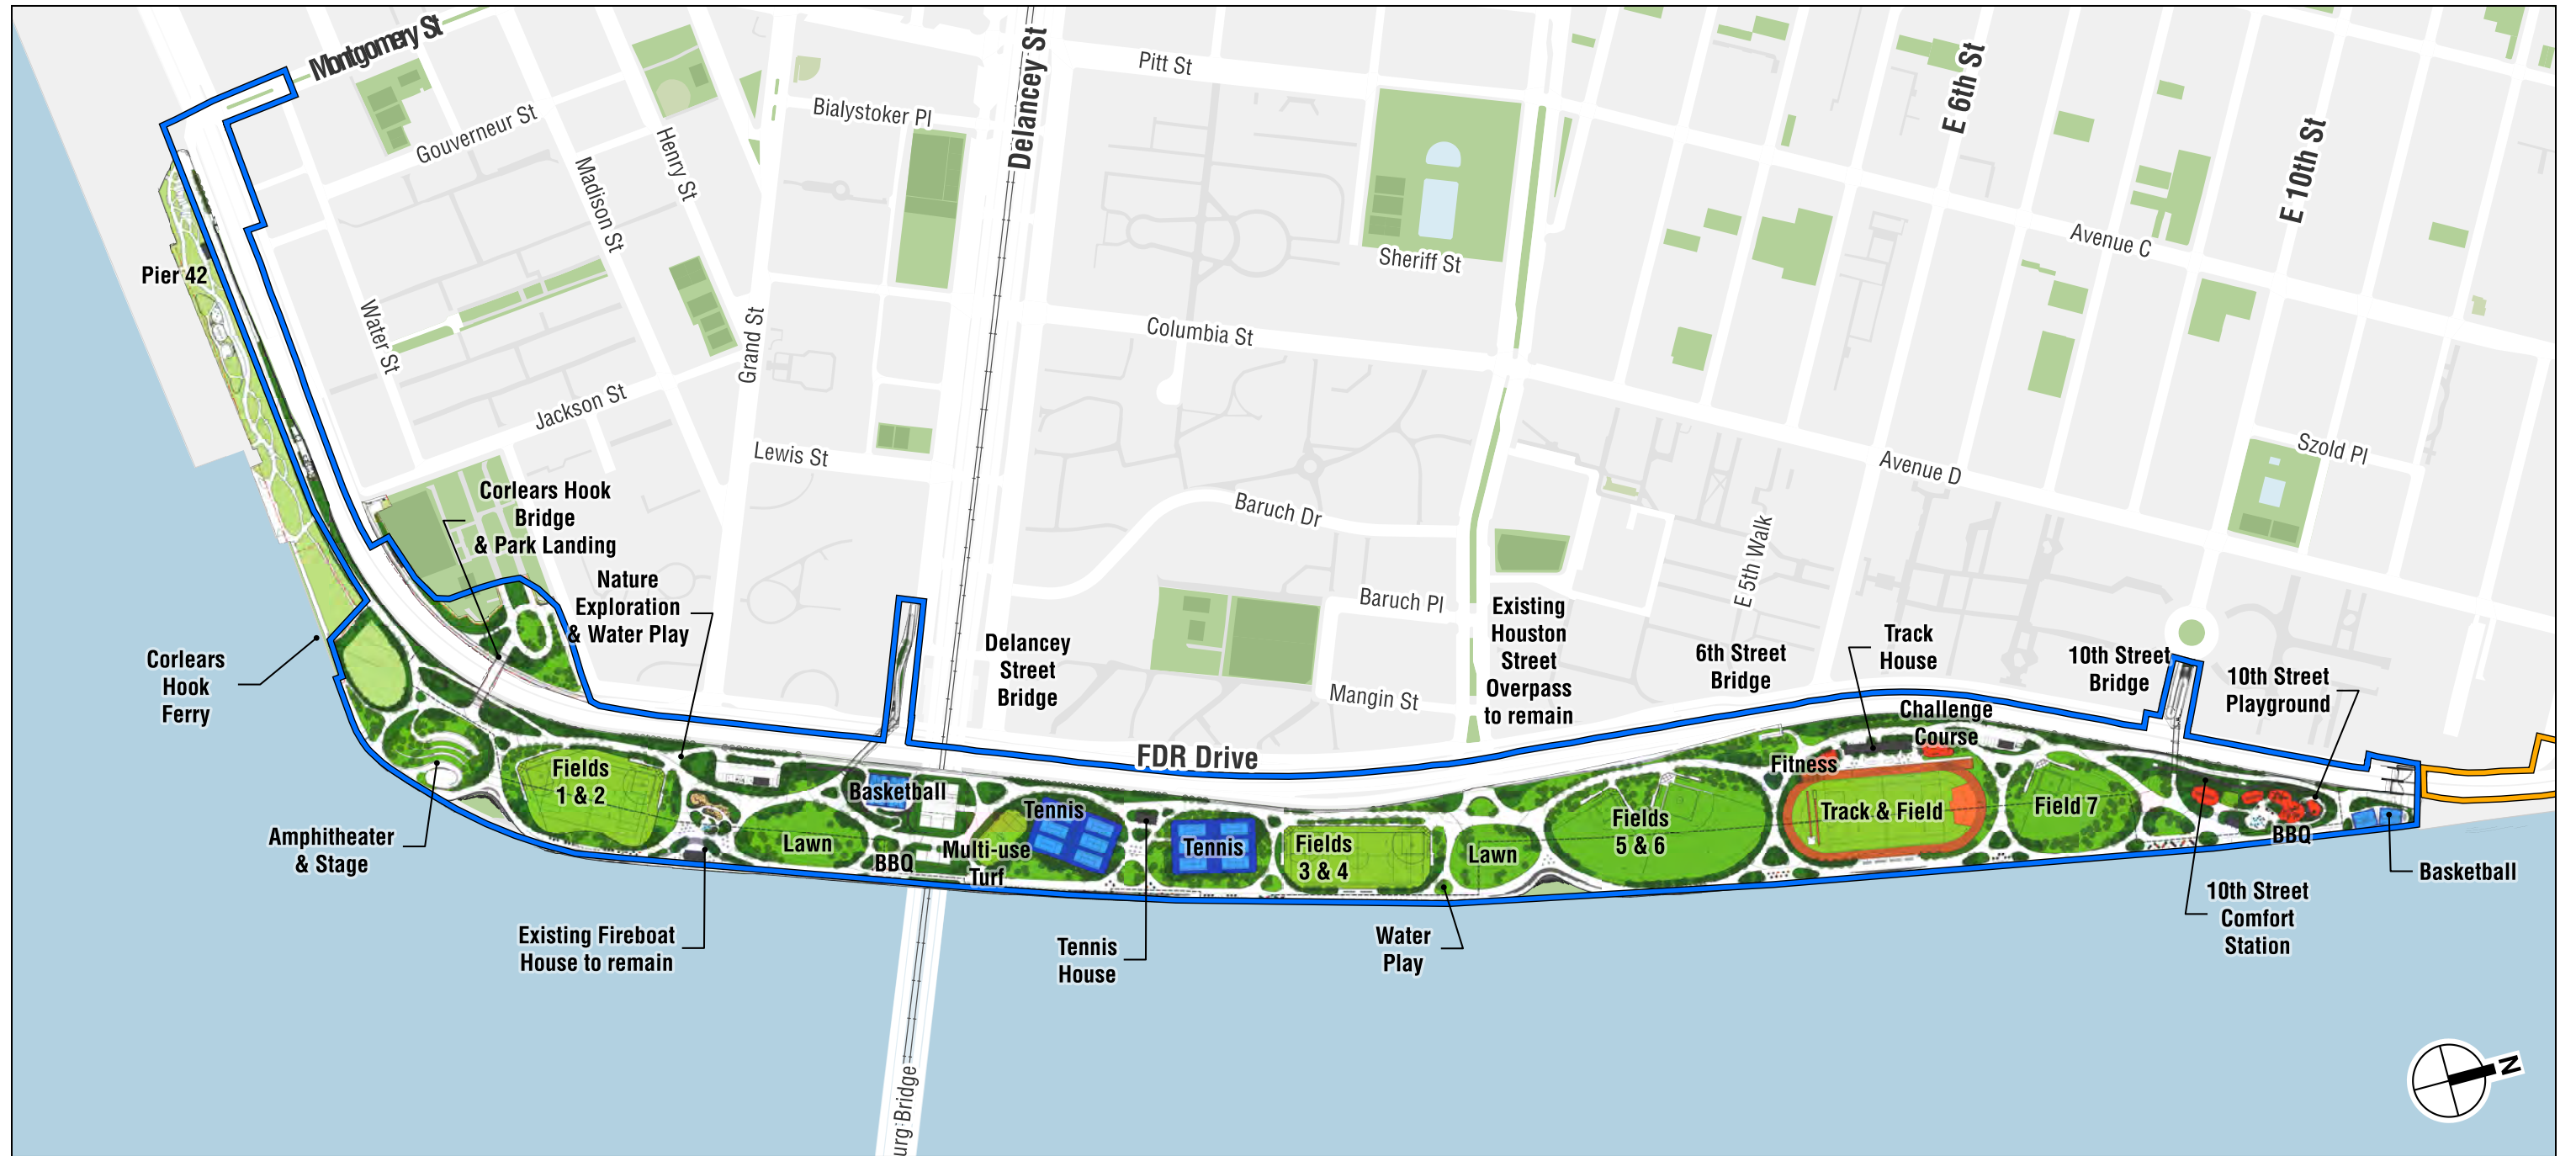 Montgomery St
Delancey St
Pitt St
E 6th St
E 10th St
Bialystoker Pl
Gouverneur St
Henry St
Madison St
Avenue C
Sheriff St
Pier 42
Water St
Grand St
Columbia St
Jackson St
Lewis St
Szold Pl
Avenue D
Baruch Dr
E 5th Walk
Corlears Hook
Bridge
& Park Landing
Nature
Exploration
& Water Play
Baruch Pl
Mangin St
Existing
Houston
Street
Overpass
to remain
Delancey
Street
Bridge
6th Street
Bridge
Track
House
10th Street
Bridge
10th Street
Playground
Corlears
Hook
Ferry
FDR Drive
Challenge
Course
Fitness
Fields
1 & 2
Basketball
Tennis
Lawn
BBQ
Multi-use
Turf
Tennis
Fields
3 & 4
Lawn
Fields
5 & 6
Track & Field
Field 7
BBQ
Basketball
Amphitheater
& Stage
Existing Fireboat
House to remain
Tennis
House
Water
Play
10th Street
Comfort
Station
urg Bridge
N